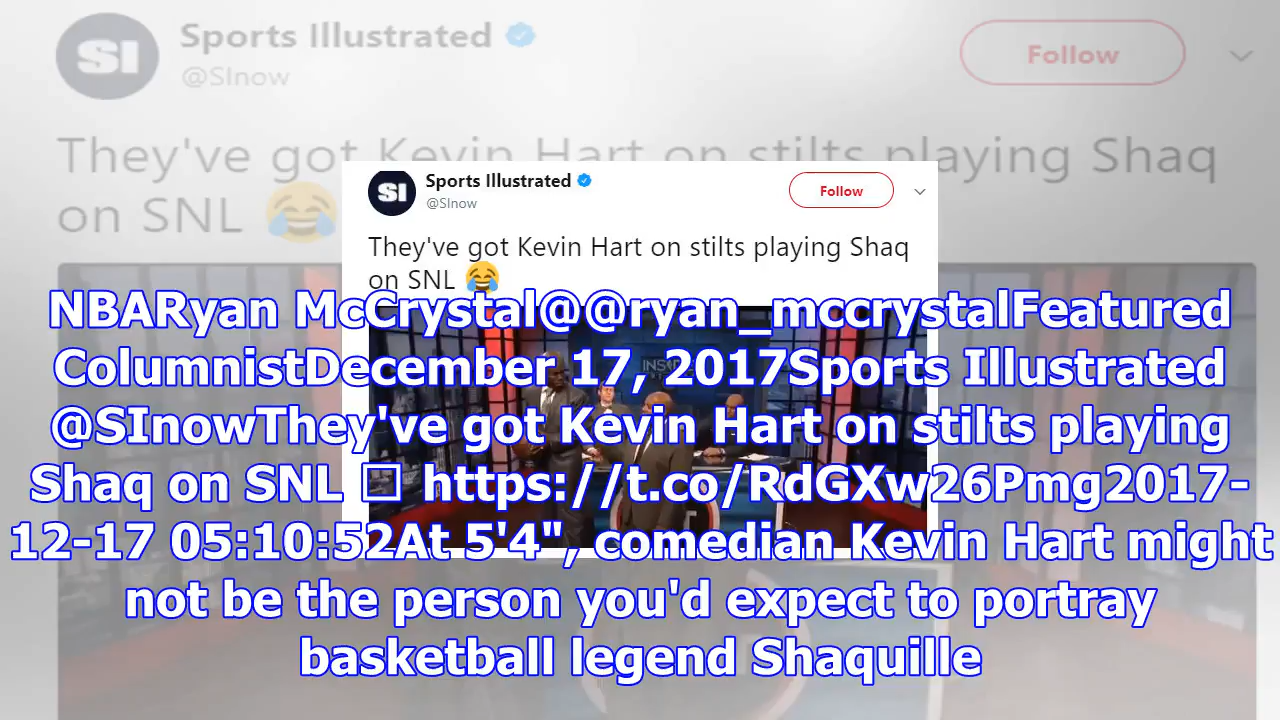 SI Sports Illustrated
@SInow
Follow
They've got Kevin Hart on stilts playing Shaq
on SNL 😂
SI Sports Illustrated
@SInow
Follow
They've got Kevin Hart on stilts playing Shaq
on SNL 😂
INSIDE
NBARyan McCrystal@@ryan_mccrystalFeatured
ColumnistDecember 17, 2017Sports Illustrated
@SInowThey've got Kevin Hart on stilts playing
Shaq on SNL □ https://t.co/RdGXw26Pmg2017-
12-17 05:10:52At 5'4", comedian Kevin Hart might
not be the person you'd expect to portray
basketball legend Shaquille